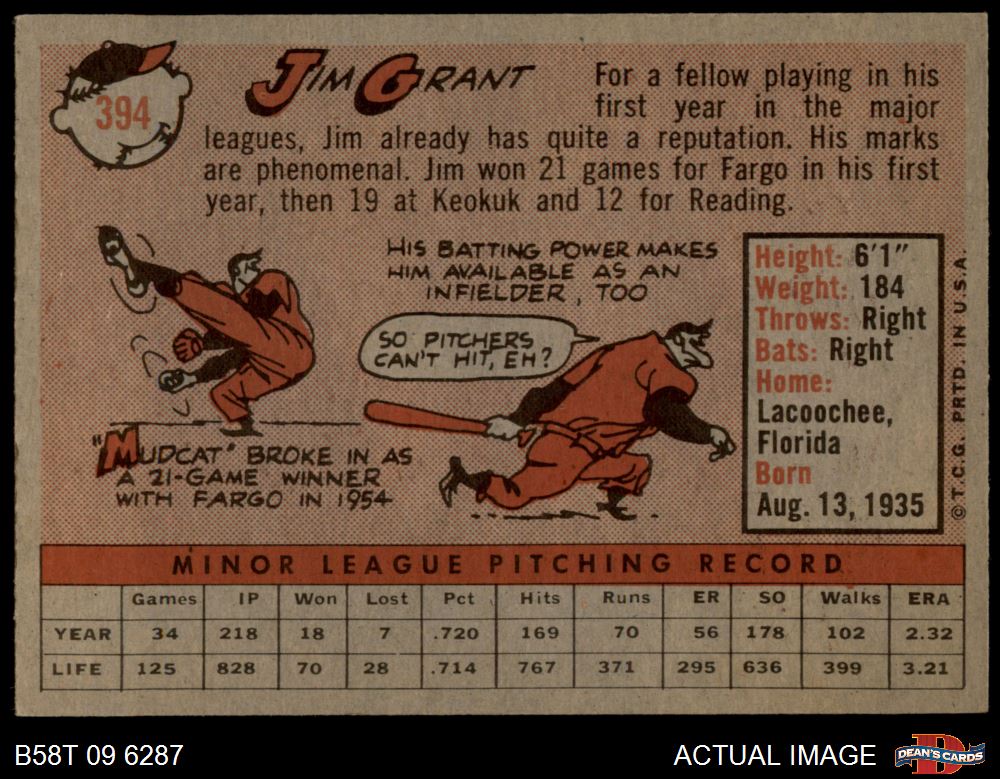 394
JIM GRANT
For a fellow playing in his
first year in the major
leagues, Jim already has quite a reputation. His marks
are phenomenal. Jim won 21 games for Fargo in his first
year, then 19 at Keokuk and 12 for Reading.
HIS BATTING POWER MAKES
HIM AVAILABLE AS AN
INFIELDER, TOO
SO PITCHERS
CAN'T HIT, EH?
"MUDCAT" BROKE IN AS
A 21-GAME WINNER
WITH FARGO IN 1954
Height: 6'1"
Weight: 184
Throws: Right
Bats: Right
Home:
Lacoochee,
Florida
Born
Aug. 13, 1935
© T.C.G. PRTD. IN U.S.A.
MINOR LEAGUE PITCHING RECORD
Games IP Won Lost Pct Hits Runs ER SO Walks ERA
YEAR 34 218 18 7 .720 169 70 56 178 102 2.32
LIFE 125 828 70 28 .714 767 371 295 636 399 3.21
B58T 09 6287
ACTUAL IMAGE
DEAN'S CARDS